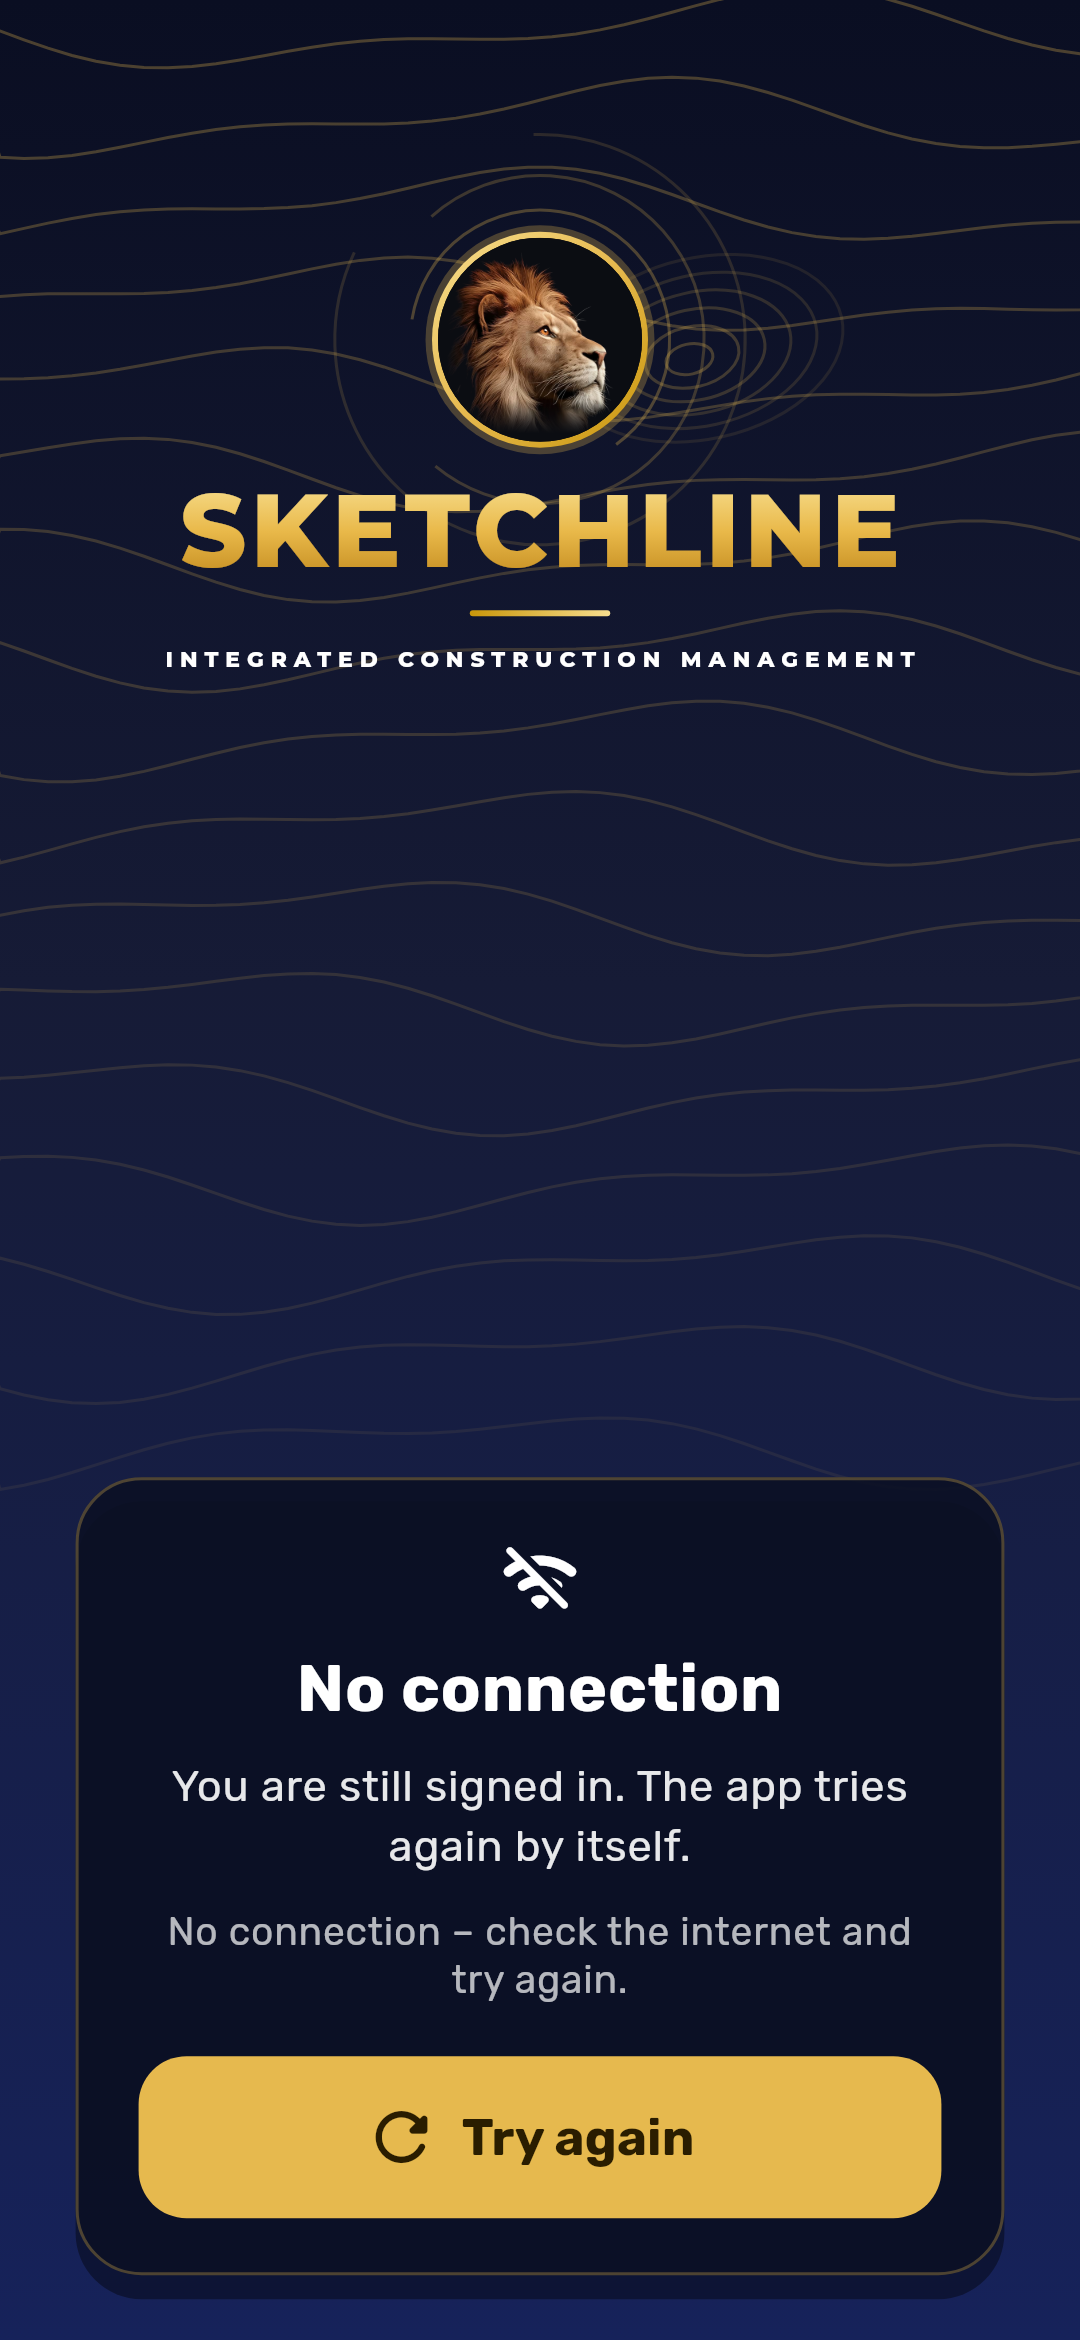 SKETCHLINE
INTEGRATED CONSTRUCTION MANAGEMENT
No connection
You are still signed in. The app tries
again by itself.
No connection – check the internet and
try again.
Try again